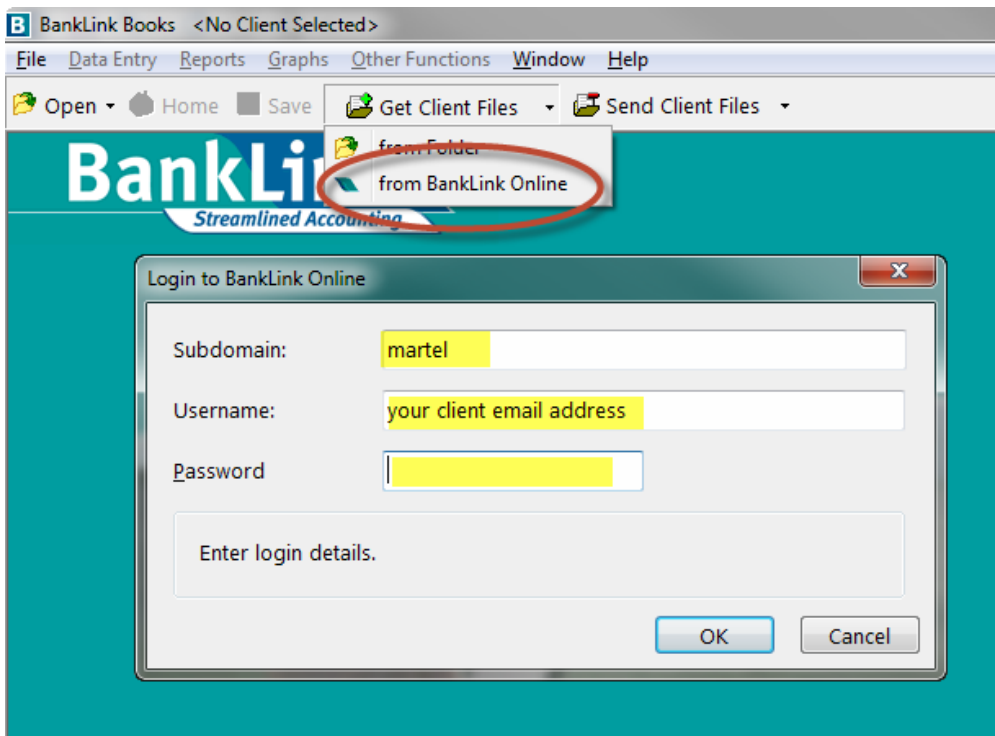 B BankLink Books <No Client Selected>
File Data Entry Reports Graphs Other Functions Window Help
Open Home Save Get Client Files Send Client Files
from Folder
from BankLink Online
BankLi
Streamlined Accounting
Login to BankLink Online
Subdomain: martel
Username: your client email address
Password
Enter login details.
OK Cancel